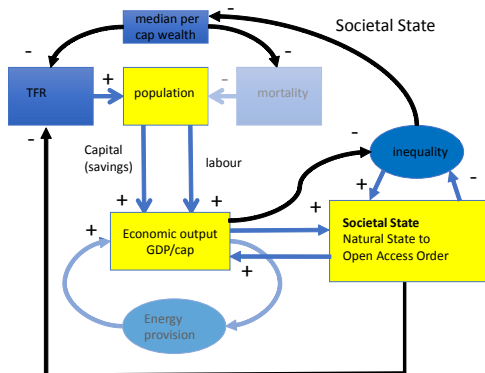 median per
cap wealth
Societal State
-
-
-
-
TFR
+
population
-
mortality
-
Capital
(savings)
labour
-
inequality
+
-
+
+
+
Societal State
Natural State to
Open Access Order
Economic output
GDP/cap
+
+
Energy
provision